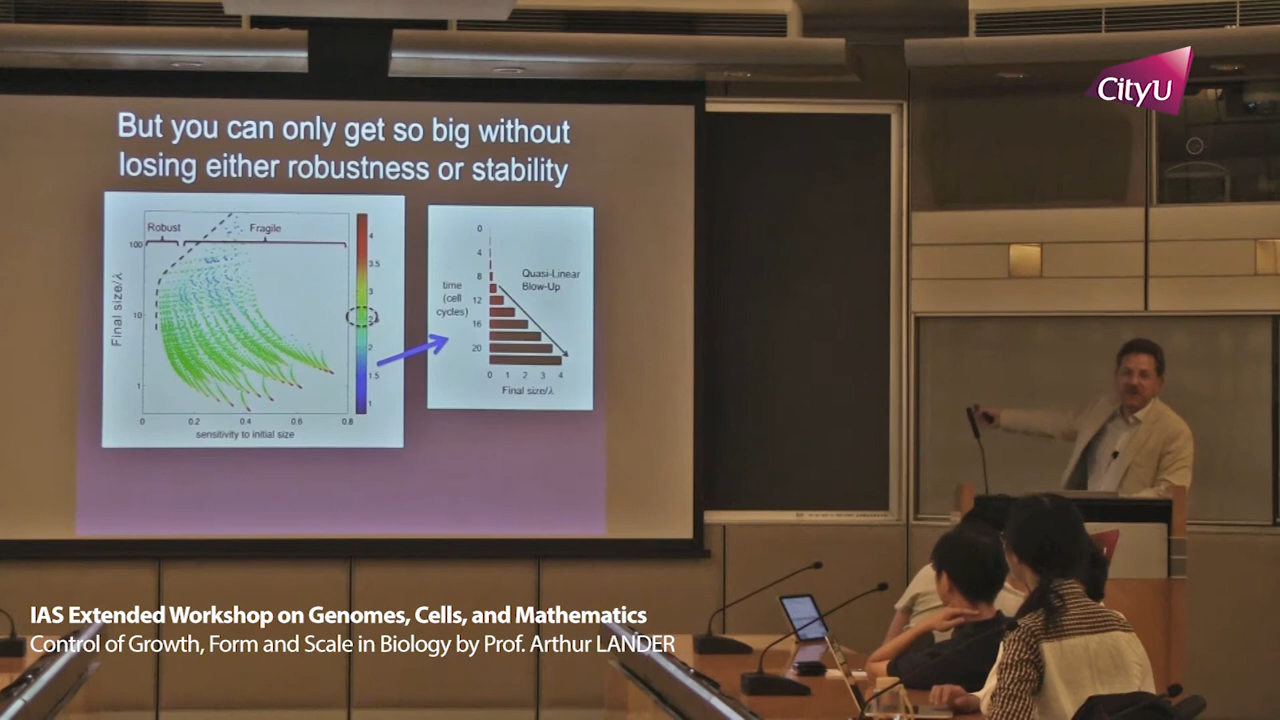 CityU
But you can only get so big without
losing either robustness or stability
Robust
Fragile
100
10
1
Final size/λ
0
0.2
0.4
0.6
0.8
sensitivity to initial size
4
3.5
3
2
1.5
1
time
(cell
cycles)
0
4
8
12
16
20
Quasi-Linear
Blow-Up
0 1 2 3 4
Final size/λ
IAS Extended Workshop on Genomes, Cells, and Mathematics
Control of Growth, Form and Scale in Biology by Prof. Arthur LANDER